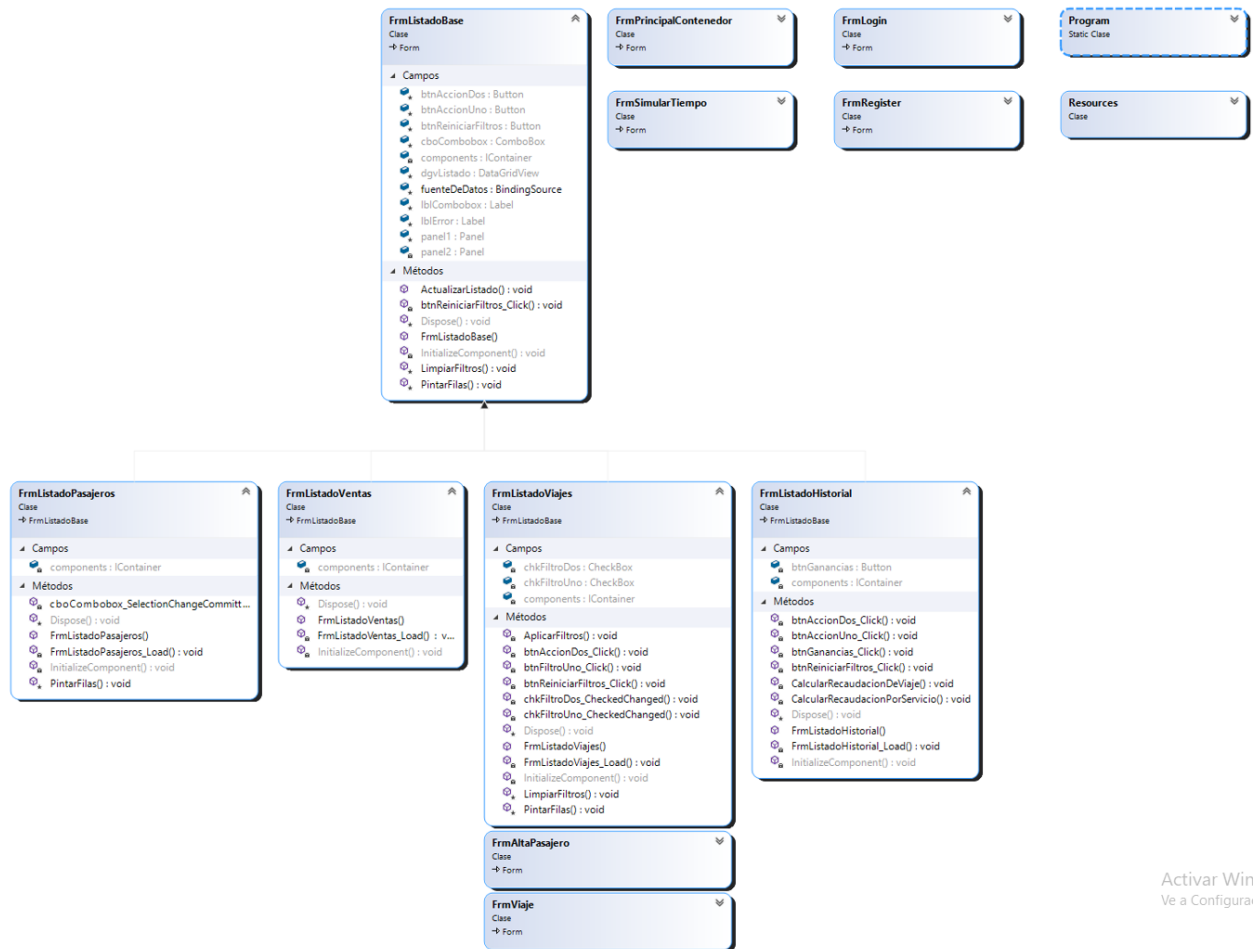 FrmListadoBase
Clase
Form
Campos
btnAccionDos : Button
btnAccionUno : Button
btnReiniciarFiltros : Button
cboCombobox : ComboBox
components : IContainer
dgvListado : DataGridView
fuenteDeDatos : BindingSource
lblCombobox : Label
lblError : Label
panel1 : Panel
panel2 : Panel
Métodos
ActualizarListado() : void
btnReiniciarFiltros_Click() : void
Dispose() : void
FrmListadoBase()
InitializeComponent() : void
LimpiarFiltros() : void
PintarFilas() : void
FrmPrincipalContenedor
Clase
Form
FrmLogin
Clase
Form
Program
Static Clase
FrmSimularTiempo
Clase
Form
FrmRegister
Clase
Form
Resources
Clase
FrmListadoPasajeros
Clase
FrmListadoBase
Campos
components : IContainer
Métodos
cboCombobox_SelectionChangeCommitt...
Dispose() : void
FrmListadoPasajeros()
FrmListadoPasajeros_Load() : void
InitializeComponent() : void
PintarFilas() : void
FrmListadoVentas
Clase
FrmListadoBase
Campos
components : IContainer
Métodos
Dispose() : void
FrmListadoVentas()
FrmListadoVentas_Load() : v...
InitializeComponent() : void
FrmListadoViajes
Clase
FrmListadoBase
Campos
chkFiltroDos : CheckBox
chkFiltroUno : CheckBox
components : IContainer
Métodos
AplicarFiltros() : void
btnAccionDos_Click() : void
btnFiltroUno_Click() : void
btnReiniciarFiltros_Click() : void
chkFiltroDos_CheckedChanged() : void
chkFiltroUno_CheckedChanged() : void
Dispose() : void
FrmListadoViajes()
FrmListadoViajes_Load() : void
InitializeComponent() : void
LimpiarFiltros() : void
PintarFilas() : void
FrmListadoHistorial
Clase
FrmListadoBase
Campos
btnGanancias : Button
components : IContainer
Métodos
btnAccionDos_Click() : void
btnAccionUno_Click() : void
btnGanancias_Click() : void
btnReiniciarFiltros_Click() : void
CalcularRecaudacionDeViaje() : void
CalcularRecaudacionPorServicio() : void
Dispose() : void
FrmListadoHistorial()
FrmListadoHistorial_Load() : void
InitializeComponent() : void
FrmAltaPasajero
Clase
Form
FrmViaje
Clase
Form
Activar Win
Ve a Configura